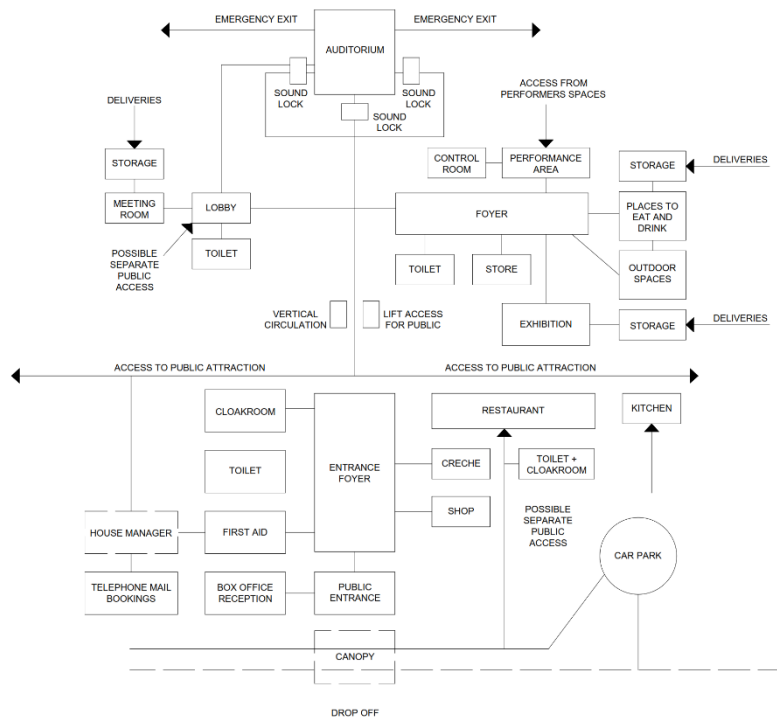 EMERGENCY EXIT
EMERGENCY EXIT
AUDITORIUM
SOUND
LOCK
SOUND
LOCK
SOUND
LOCK
DELIVERIES
ACCESS FROM
PERFORMERS SPACES
STORAGE
CONTROL
ROOM
PERFORMANCE
AREA
STORAGE
DELIVERIES
MEETING
ROOM
LOBBY
FOYER
PLACES TO
EAT AND
DRINK
POSSIBLE
SEPARATE
PUBLIC
ACCESS
TOILET
TOILET
STORE
OUTDOOR
SPACES
VERTICAL
CIRCULATION
LIFT ACCESS
FOR PUBLIC
EXHIBITION
STORAGE
DELIVERIES
ACCESS TO PUBLIC ATTRACTION
ACCESS TO PUBLIC ATTRACTION
CLOAKROOM
RESTAURANT
KITCHEN
TOILET
ENTRANCE
FOYER
CRECHE
TOILET +
CLOAKROOM
HOUSE MANAGER
FIRST AID
SHOP
POSSIBLE
SEPARATE
PUBLIC
ACCESS
CAR PARK
TELEPHONE MAIL
BOOKINGS
BOX OFFICE
RECEPTION
PUBLIC
ENTRANCE
CANOPY
DROP OFF